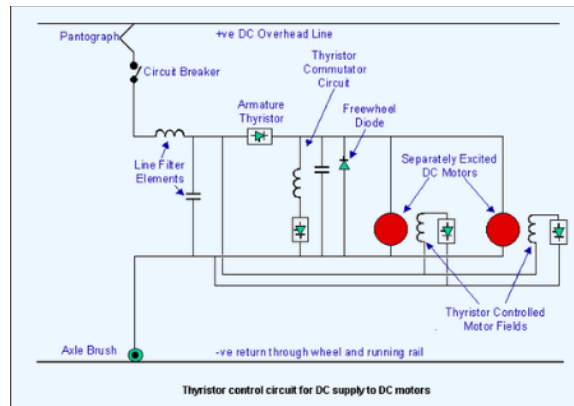 Pantograph
+ve DC Overhead Line
Circuit Breaker
Thyristor
Commutator
Circuit
Armature
Thyristor
Freewheel
Diode
Line Filter
Elements
Separately Excited
DC Motors
Thyristor Controlled
Motor Fields
Axle Brush
-ve return through wheel and running rail
Thyristor control circuit for DC supply to DC motors